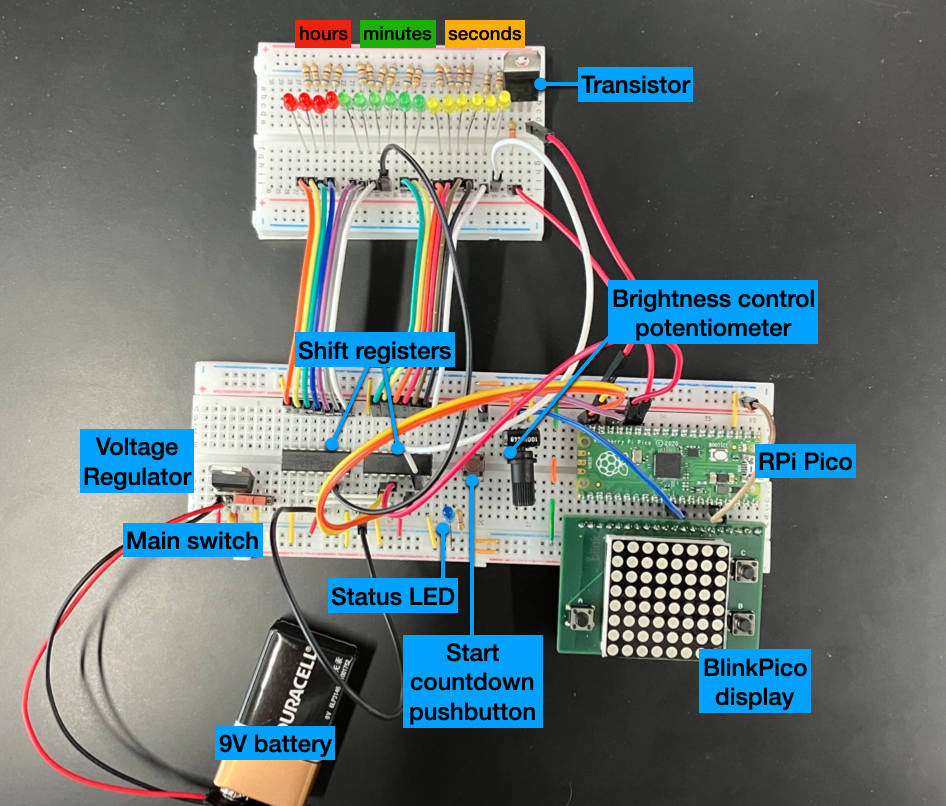 hours minutes seconds
Transistor
Brightness control
potentiometer
Shift registers
Voltage
Regulator
RPi Pico
Main switch
Status LED
Start
countdown
pushbutton
BlinkPico
display
9V battery
DURACELL
Raspberry Pi Pico © 2020
A
B
C